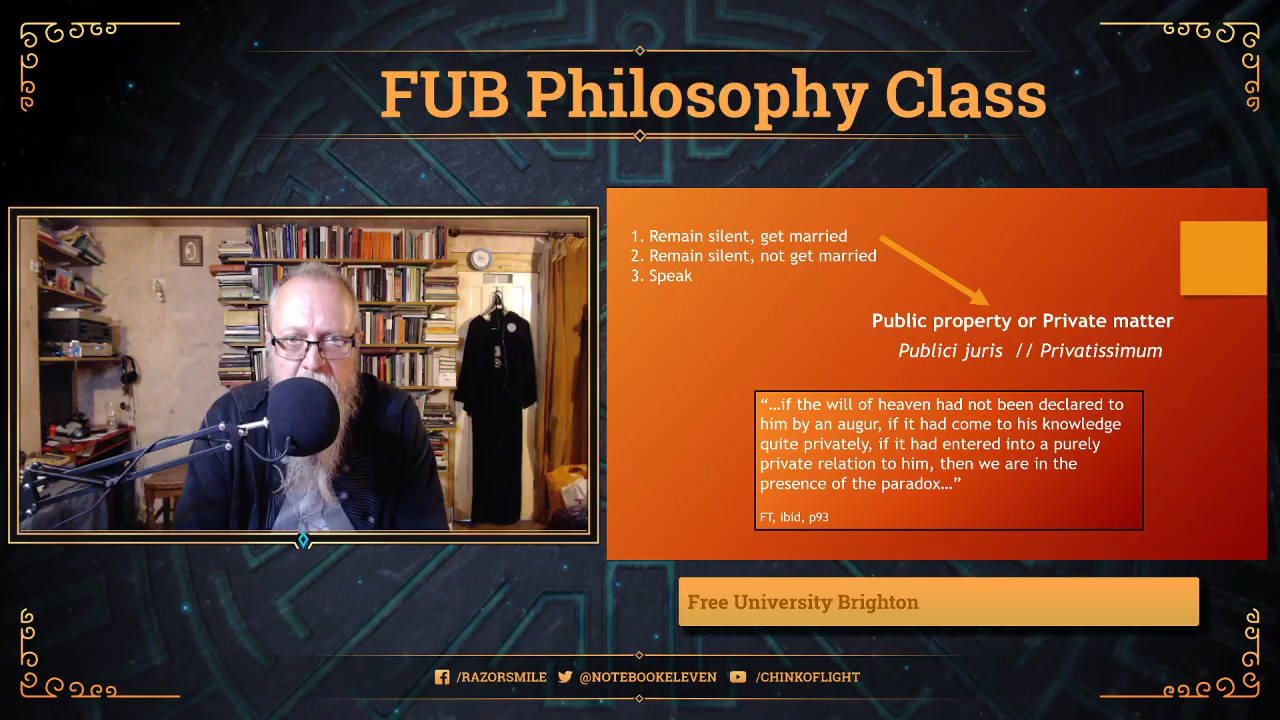 FUB Philosophy Class
1. Remain silent, get married
2. Remain silent, not get married
3. Speak
Public property or Private matter
Publici juris // Privatissimum
“...if the will of heaven had not been declared to
him by an augur, if it had come to his knowledge
quite privately, if it had entered into a purely
private relation to him, then we are in the
presence of the paradox...”
FT, ibid, p93
Free University Brighton
/RAZORSMILE @NOTEBOOKELEVEN /CHINKOFLIGHT